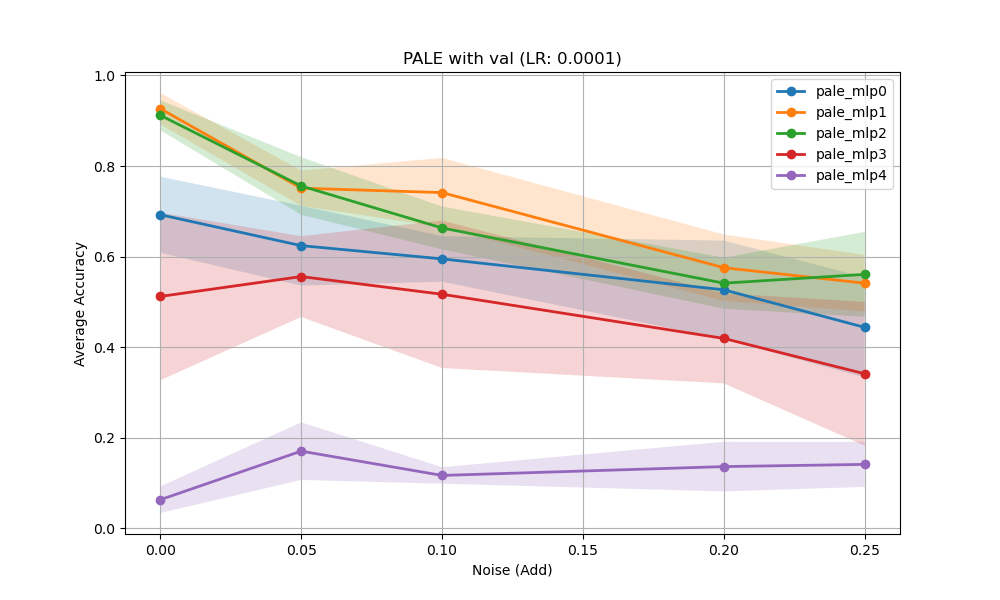 PALE with val (LR: 0.0001)
1.0
0.8
0.6
0.4
0.2
0.0
Average Accuracy
pale_mlp0
pale_mlp1
pale_mlp2
pale_mlp3
pale_mlp4
0.00 0.05 0.10 0.15 0.20 0.25
Noise (Add)